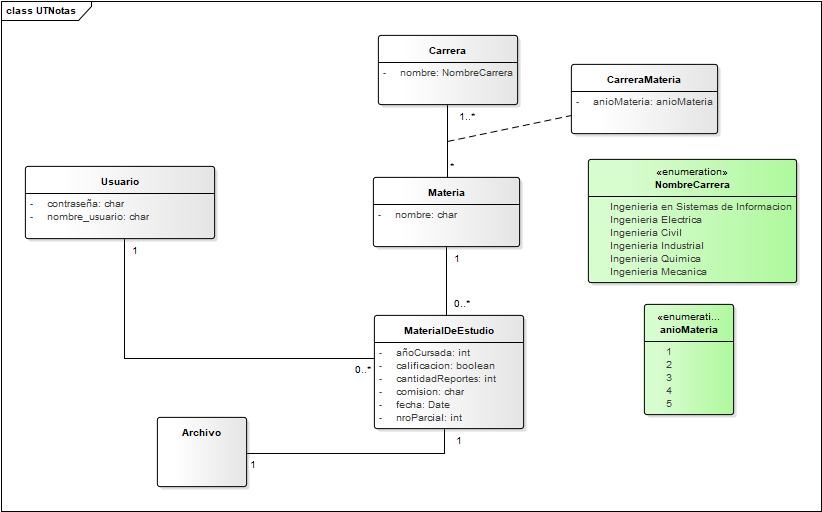 class UTNotas
Carrera
- nombre: NombreCarrera
CarreraMateria
- anioMateria: anioMateria
1..*
*
Usuario
- contraseña: char
- nombre_usuario: char
Materia
- nombre: char
«enumeration»
NombreCarrera
Ingenieria en Sistemas de Informacion
Ingenieria Electrica
Ingenieria Civil
Ingenieria Industrial
Ingenieria Quimica
Ingenieria Mecanica
1
1
0..*
MaterialDeEstudio
- añoCursada: int
- calificacion: boolean
- cantidadReportes: int
- comision: char
- fecha: Date
- nroParcial: int
«enumerati...
anioMateria
1
2
3
4
5
0..*
Archivo
1
1